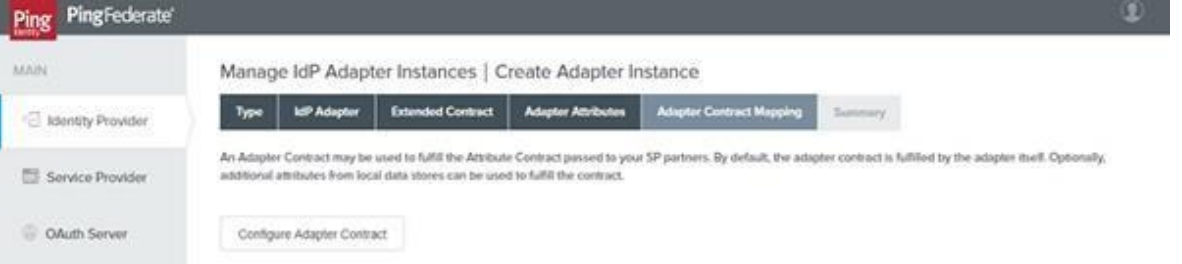 Ping
Identity
PingFederate®
MAIN
Identity Provider
Service Provider
OAuth Server
Manage IdP Adapter Instances | Create Adapter Instance
Type IdP Adapter Extended Contract Adapter Attributes Adapter Contract Mapping Summary
An Adapter Contract may be used to fulfill the Attribute Contract passed to your SP partners. By default, the adapter contract is fulfilled by the adapter itself. Optionally,
additional attributes from local data stores can be used to fulfill the contract.
Configure Adapter Contract